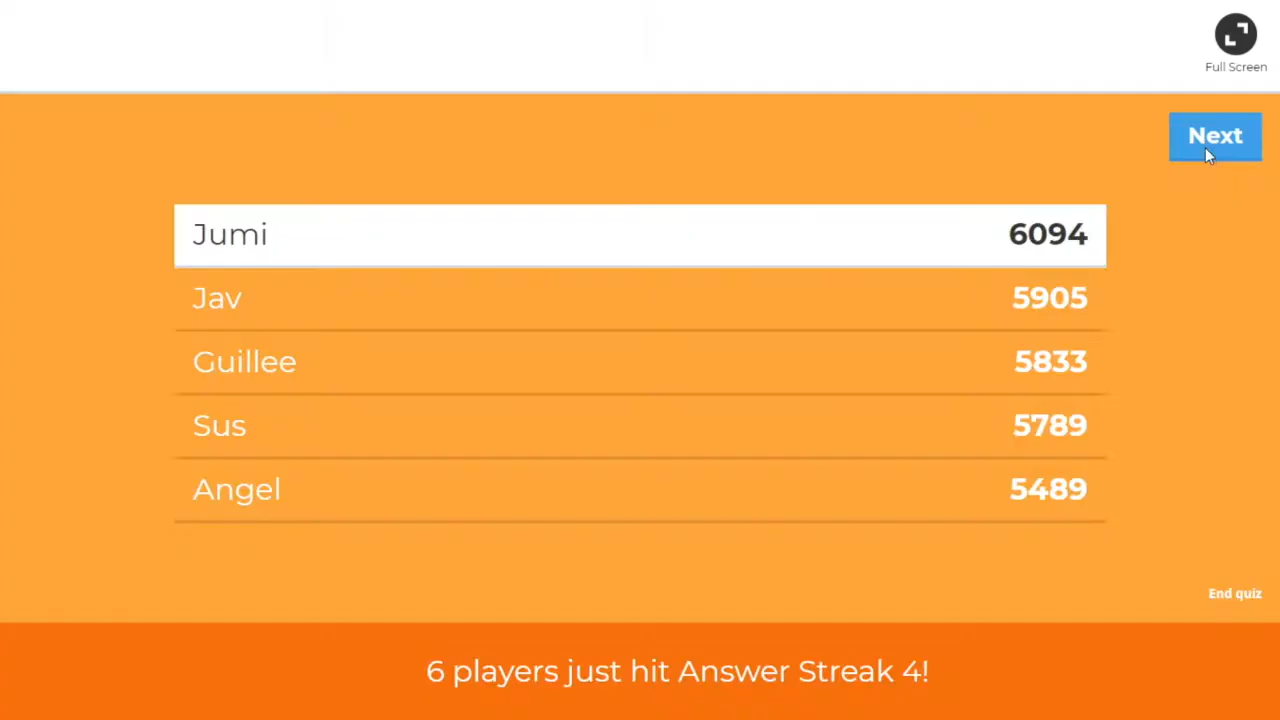 Full Screen
Next
Jumi 6094
Jav 5905
Guillee 5833
Sus 5789
Angel 5489
End quiz
6 players just hit Answer Streak 4!